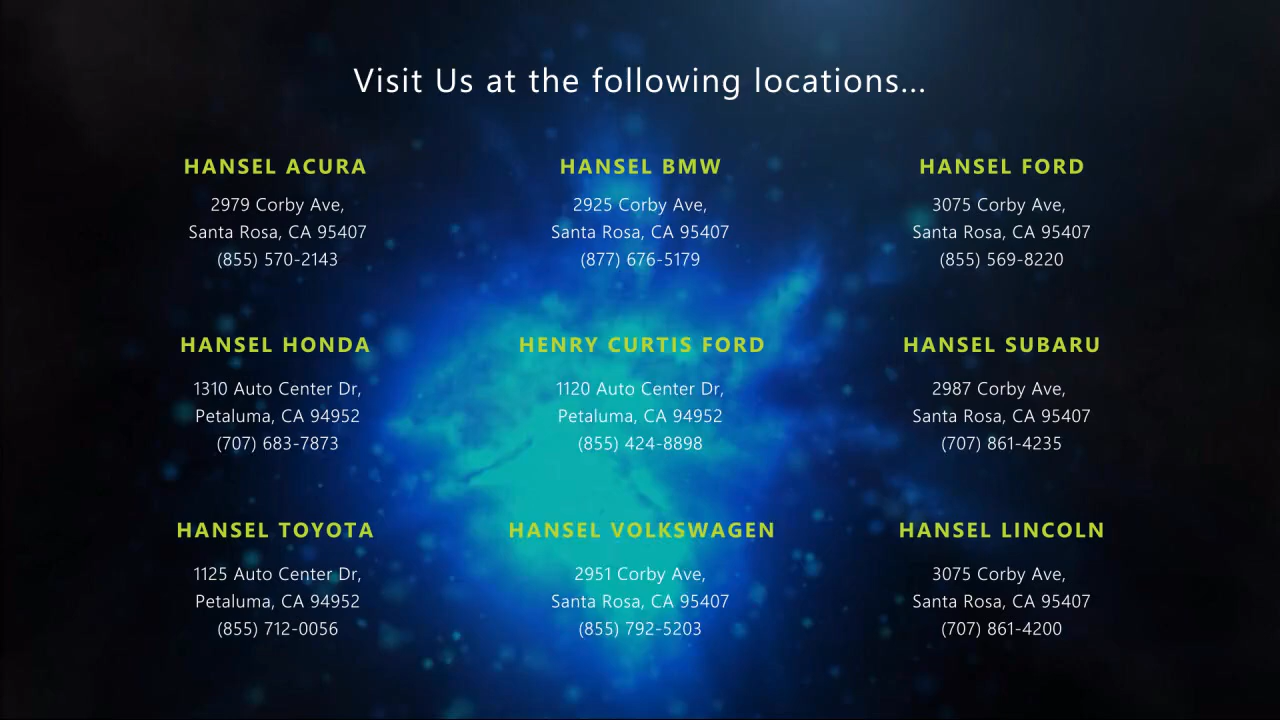 Visit Us at the following locations...
HANSEL ACURA
2979 Corby Ave,
Santa Rosa, CA 95407
(855) 570-2143
HANSEL BMW
2925 Corby Ave,
Santa Rosa, CA 95407
(877) 676-5179
HANSEL FORD
3075 Corby Ave,
Santa Rosa, CA 95407
(855) 569-8220
HANSEL HONDA
1310 Auto Center Dr,
Petaluma, CA 94952
(707) 683-7873
HENRY CURTIS FORD
1120 Auto Center Dr,
Petaluma, CA 94952
(855) 424-8898
HANSEL SUBARU
2987 Corby Ave,
Santa Rosa, CA 95407
(707) 861-4235
HANSEL TOYOTA
1125 Auto Center Dr,
Petaluma, CA 94952
(855) 712-0056
HANSEL VOLKSWAGEN
2951 Corby Ave,
Santa Rosa, CA 95407
(855) 792-5203
HANSEL LINCOLN
3075 Corby Ave,
Santa Rosa, CA 95407
(707) 861-4200